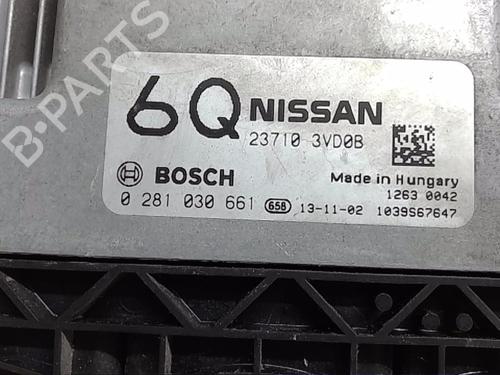 6Q NISSAN
23710 3VD0B
BOSCH
Made in Hungary
1263 0042
0 281 030 661 658 13-11-02 1039S67647
B-PARTS